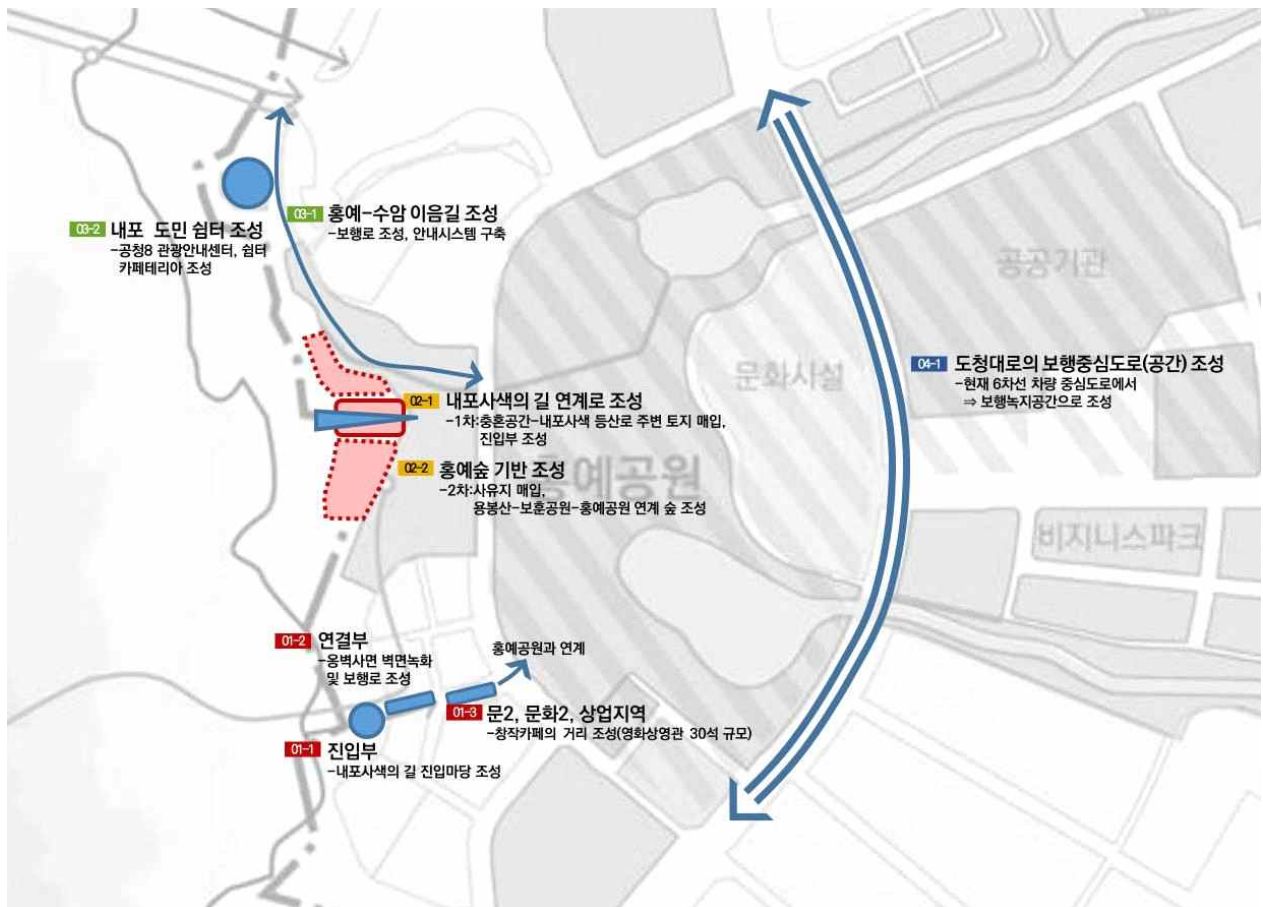 03-1 홍예-수암 이음길 조성
-보행로 조성, 안내시스템 구축
03-2 내포 도민 쉼터 조성
-공청8 관광안내센터, 쉼터
카페테리아 조성
공공기관
문화시설
04-1 도청대로의 보행중심도로(공간) 조성
-현재 6차선 차량 중심도로에서
⇒ 보행녹지공간으로 조성
02-1 내포사색의 길 연계로 조성
-1차:충혼공간-내포사색 등산로 주변 토지 매입,
진입부 조성
02-2 홍예숲 기반 조성
-2차:사유지 매입,
용봉산-보훈공원-홍예공원 연계 숲 조성
홍예공원
비지니스파크
01-2 연결부
-옹벽사면 벽면녹화
및 보행로 조성
홍예공원과 연계
01-3 문2, 문화2, 상업지역
-창작카페의 거리 조성(영화상영관 30석 규모)
01-1 진입부
-내포사색의 길 진입마당 조성